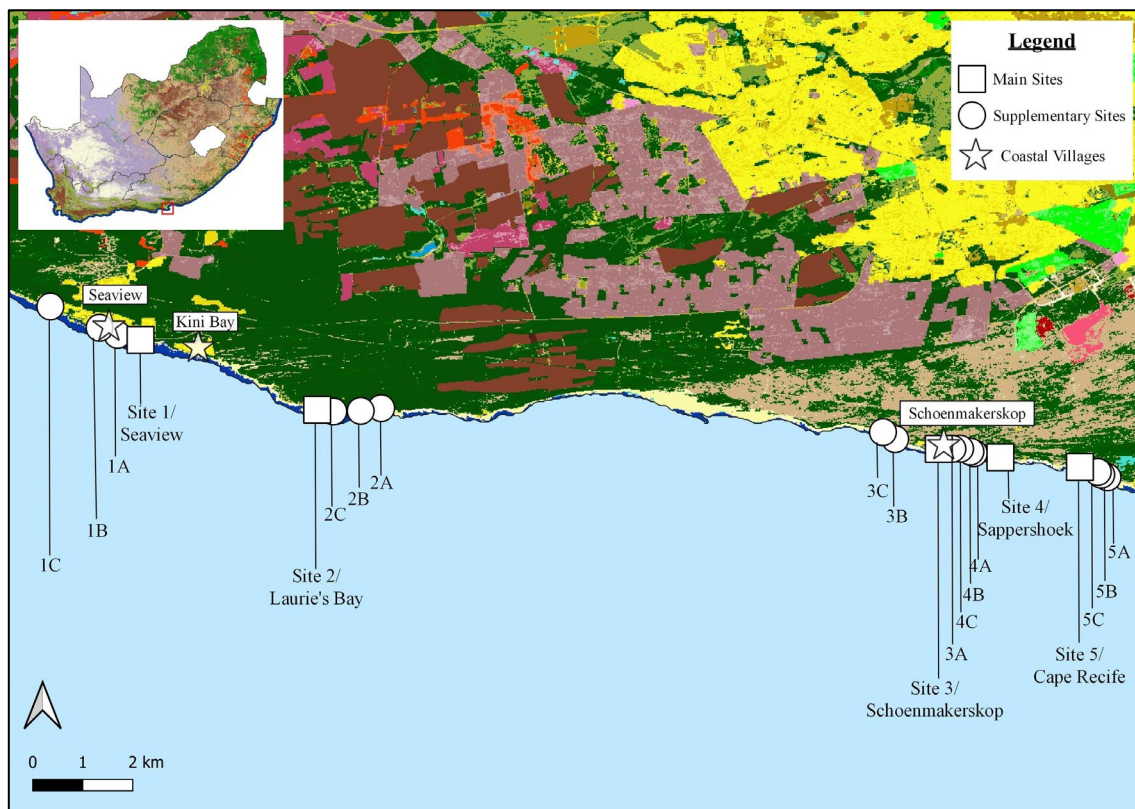 Legend
Main Sites
Supplementary Sites
Coastal Villages
Seaview
Kini Bay
Schoenmakerskop
Site 1/
Seaview
1A
1B
1C
2A
2B
2C
Site 2/
Laurie's Bay
3C
3B
Site 4/
Sappershoek
4A
4B
4C
3A
Site 3/
Schoenmakerskop
5A
5B
5C
Site 5/
Cape Recife
0 1 2 km